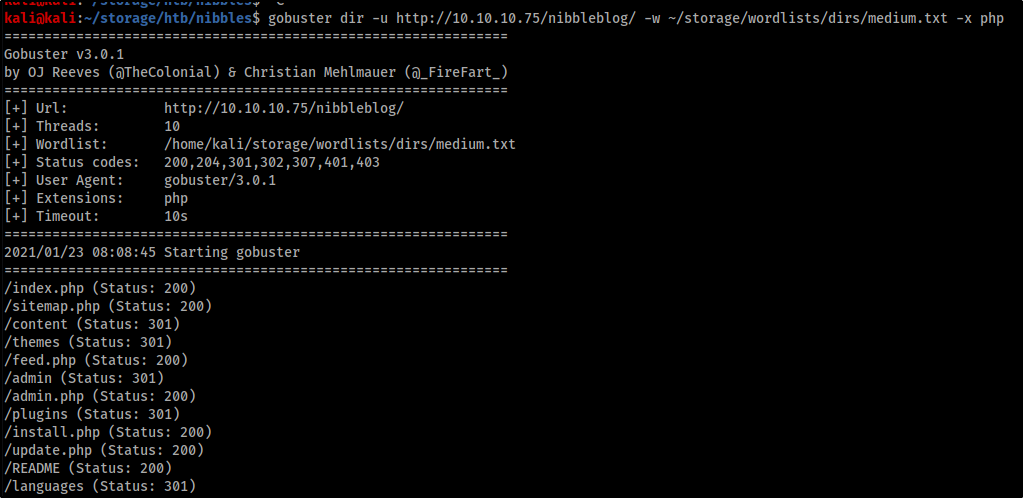 kali@kali:~/storage/htb/nibbles$ ^C
kali@kali:~/storage/htb/nibbles$ gobuster dir -u http://10.10.10.75/nibbleblog/ -w ~/storage/wordlists/dirs/medium.txt -x php
===============================================================
Gobuster v3.0.1
by OJ Reeves (@TheColonial) & Christian Mehlmauer (@_FireFart_)
===============================================================
[+] Url:            http://10.10.10.75/nibbleblog/
[+] Threads:        10
[+] Wordlist:       /home/kali/storage/wordlists/dirs/medium.txt
[+] Status codes:   200,204,301,302,307,401,403
[+] User Agent:     gobuster/3.0.1
[+] Extensions:     php
[+] Timeout:        10s
===============================================================
2021/01/23 08:08:45 Starting gobuster
===============================================================
/index.php (Status: 200)
/sitemap.php (Status: 200)
/content (Status: 301)
/themes (Status: 301)
/feed.php (Status: 200)
/admin (Status: 301)
/admin.php (Status: 200)
/plugins (Status: 301)
/install.php (Status: 200)
/update.php (Status: 200)
/README (Status: 200)
/languages (Status: 301)